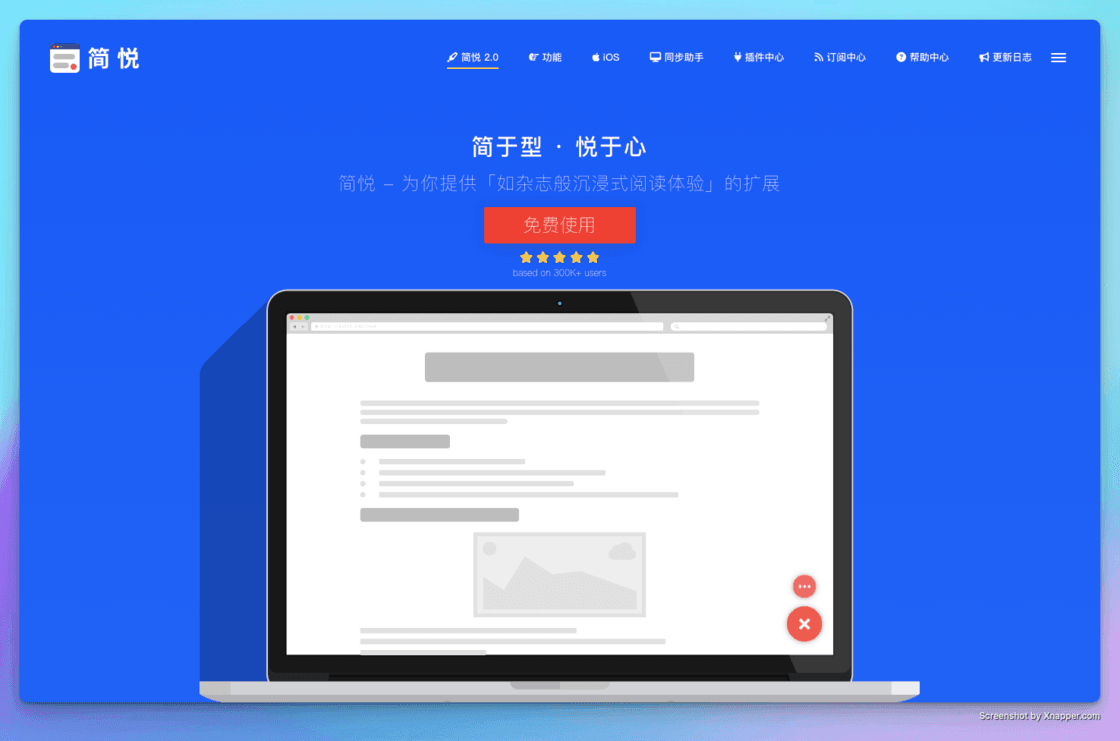 简悦
简悦 2.0
功能
iOS
同步助手
插件中心
订阅中心
帮助中心
更新日志
简于型 · 悦于心
简悦 – 为你提供「如杂志般沉浸式阅读体验」的扩展
免费使用
based on 300K+ users
Screenshot by Xnapper.com